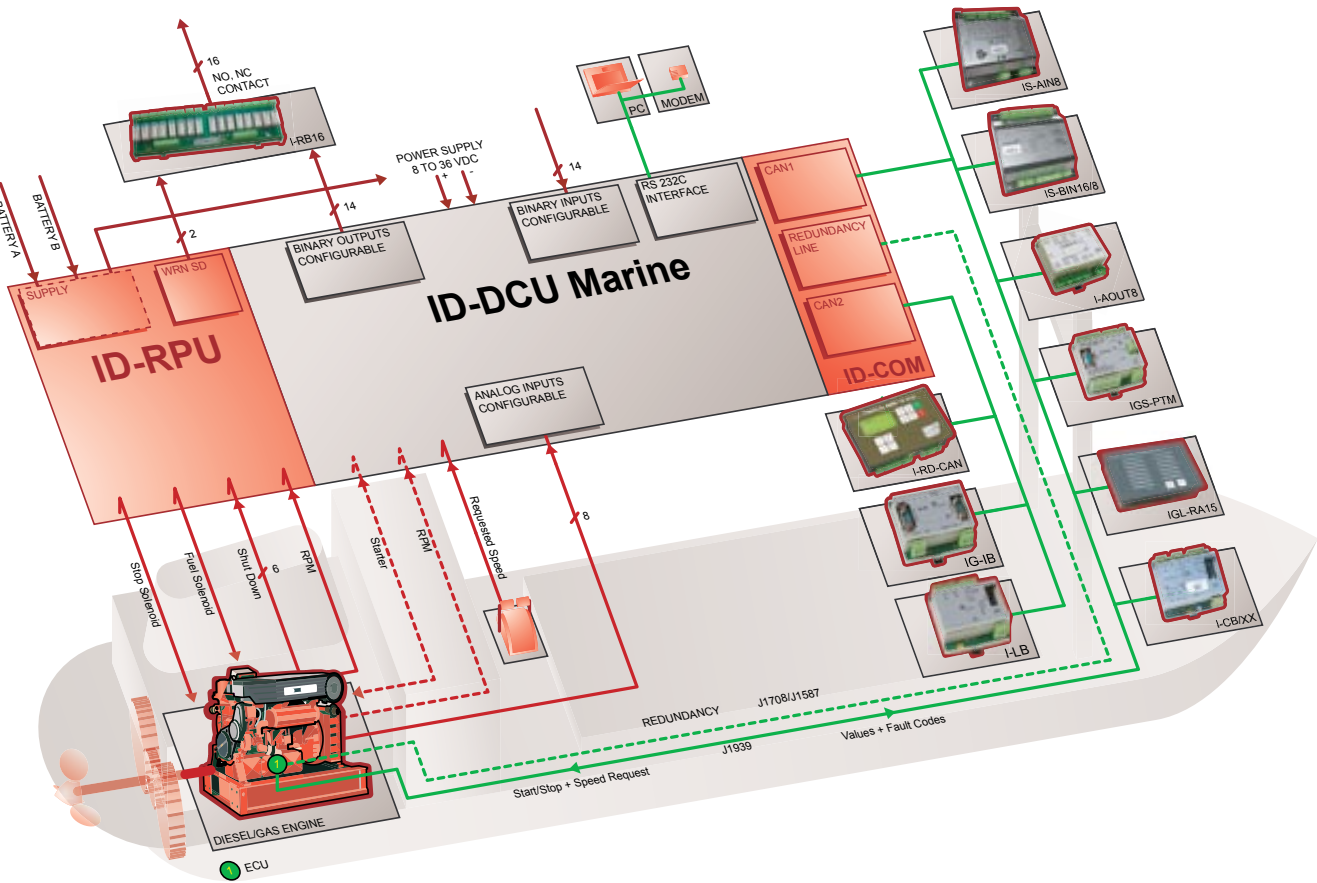 16
NO. NC
CONTACT
I-RB16
BATTERY A
BATTERY B
2
14
POWER SUPPLY
8 TO 36 VDC
+ -
14
PC
MODEM
SUPPLY
WRN SD
ID-RPU
BINARY OUTPUTS
CONFIGURABLE
BINARY INPUTS
CONFIGURABLE
RS 232C
INTERFACE
ID-DCU Marine
ANALOG INPUTS
CONFIGURABLE
CAN1
REDUNDANCY
LINE
CAN2
ID-COM
IS-AIN8
IS-BIN16/8
I-AOUT8
IGS-PTM
IGL-RA15
I-CB/XX
I-RD-CAN
IG-IB
I-LB
Stop Solenoid
Fuel Solenoid
Shut Down
6
RPM
Starter
RPM
Requested Speed
8
REDUNDANCY
J1708/J1587
J1939
Values + Fault Codes
Start/Stop + Speed Request
1
DIESEL/GAS ENGINE
1 ECU